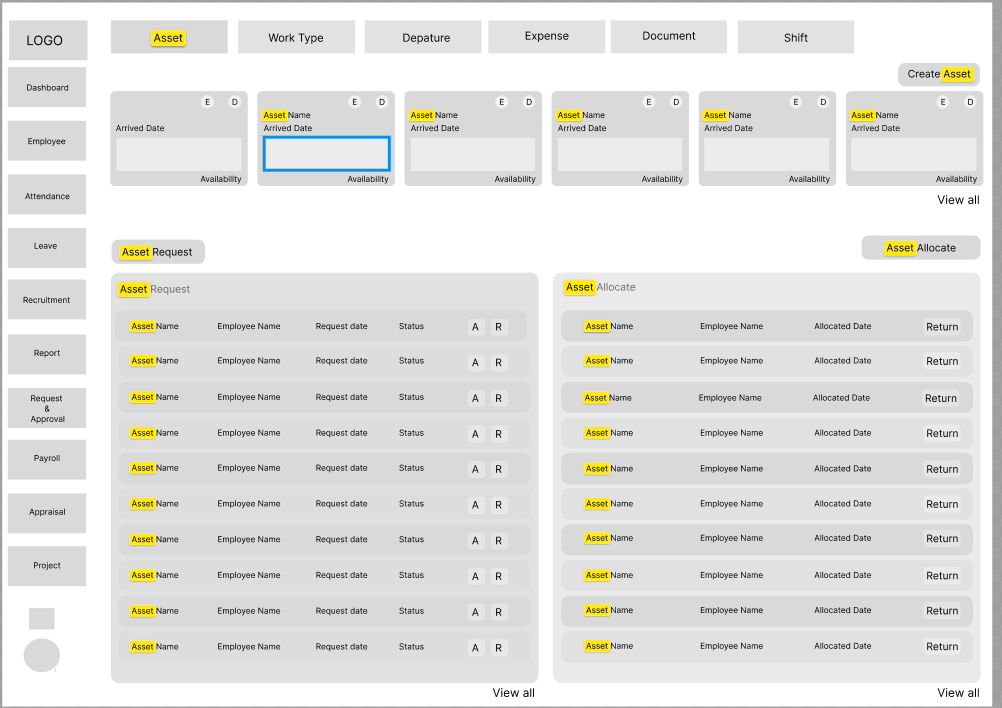 LOGO
Asset Work Type Depature Expense Document Shift
Create Asset
Dashboard
Employee
Attendance
Leave
Recruitment
Report
Request
&
Approval
Payroll
Appraisal
Project
E D
Arrived Date
Availability
E D
Asset Name
Arrived Date
Availability
E D
Asset Name
Arrived Date
Availability
E D
Asset Name
Arrived Date
Availability
E D
Asset Name
Arrived Date
Availability
E D
Asset Name
Arrived Date
Availability
View all
Asset Request
Asset Request
Asset Name Employee Name Request date Status A R
Asset Name Employee Name Request date Status A R
Asset Name Employee Name Request date Status A R
Asset Name Employee Name Request date Status A R
Asset Name Employee Name Request date Status A R
Asset Name Employee Name Request date Status A R
Asset Name Employee Name Request date Status A R
Asset Name Employee Name Request date Status A R
Asset Name Employee Name Request date Status A R
Asset Name Employee Name Request date Status A R
View all
Asset Allocate
Asset Allocate
Asset Name Employee Name Allocated Date Return
Asset Name Employee Name Allocated Date Return
Asset Name Employee Name Allocated Date Return
Asset Name Employee Name Allocated Date Return
Asset Name Employee Name Allocated Date Return
Asset Name Employee Name Allocated Date Return
Asset Name Employee Name Allocated Date Return
Asset Name Employee Name Allocated Date Return
Asset Name Employee Name Allocated Date Return
Asset Name Employee Name Allocated Date Return
View all